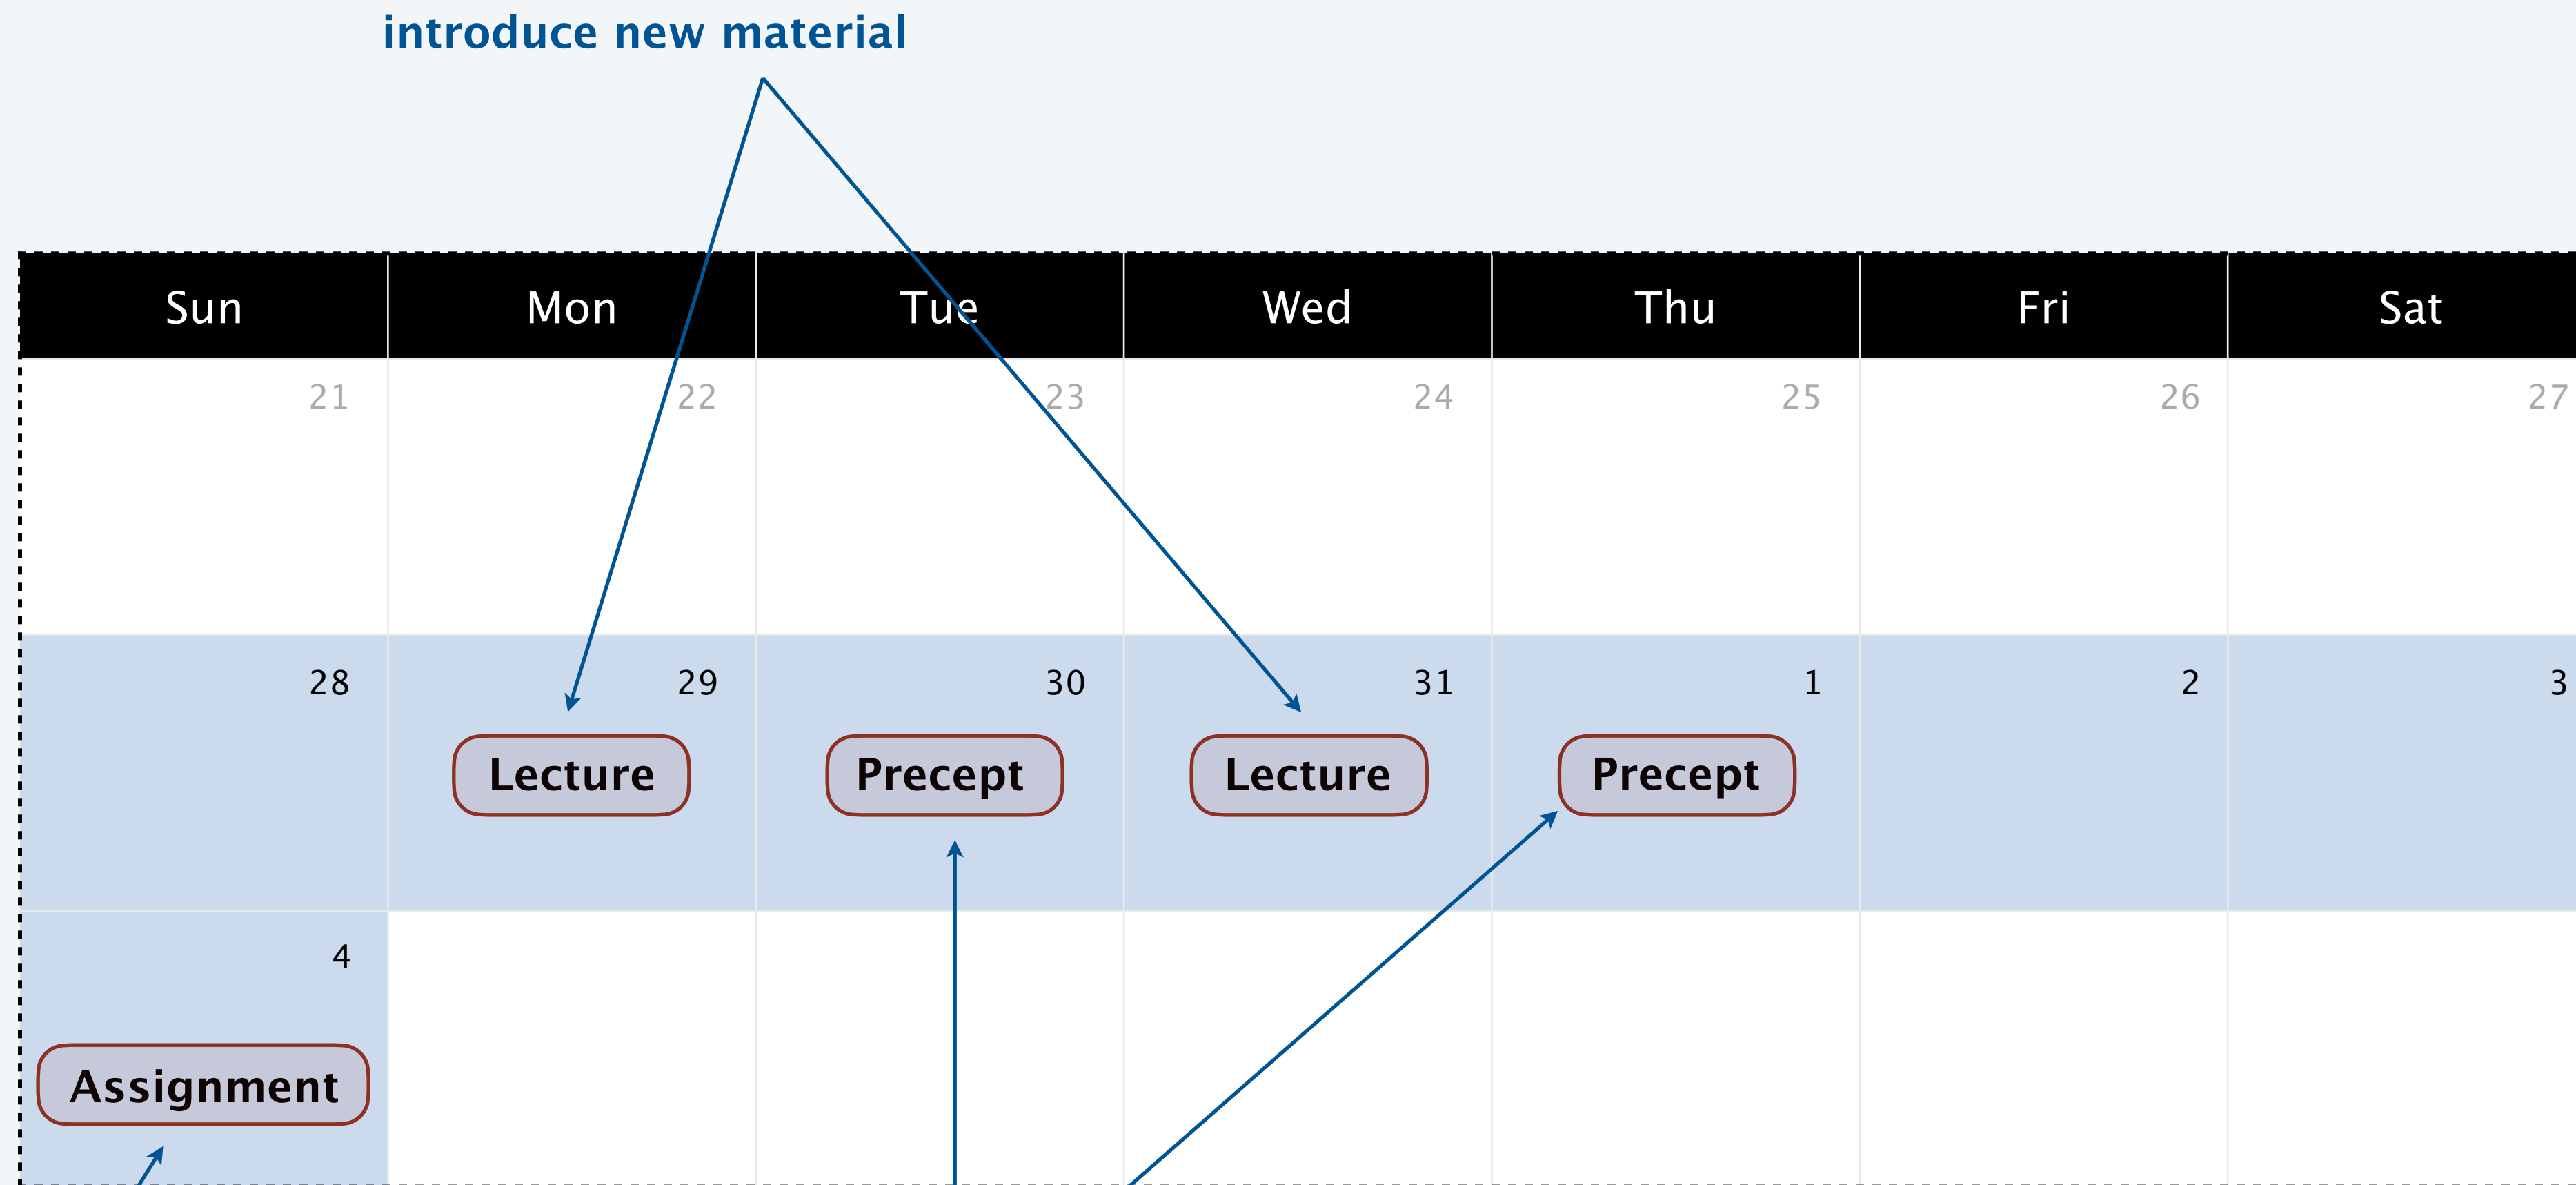 introduce new material
Sun Mon Tue Wed Thu Fri Sat
21 22 23 24 25 26 27
28 29 30 31 1 2 3
Lecture Precept Lecture Precept
4
Assignment